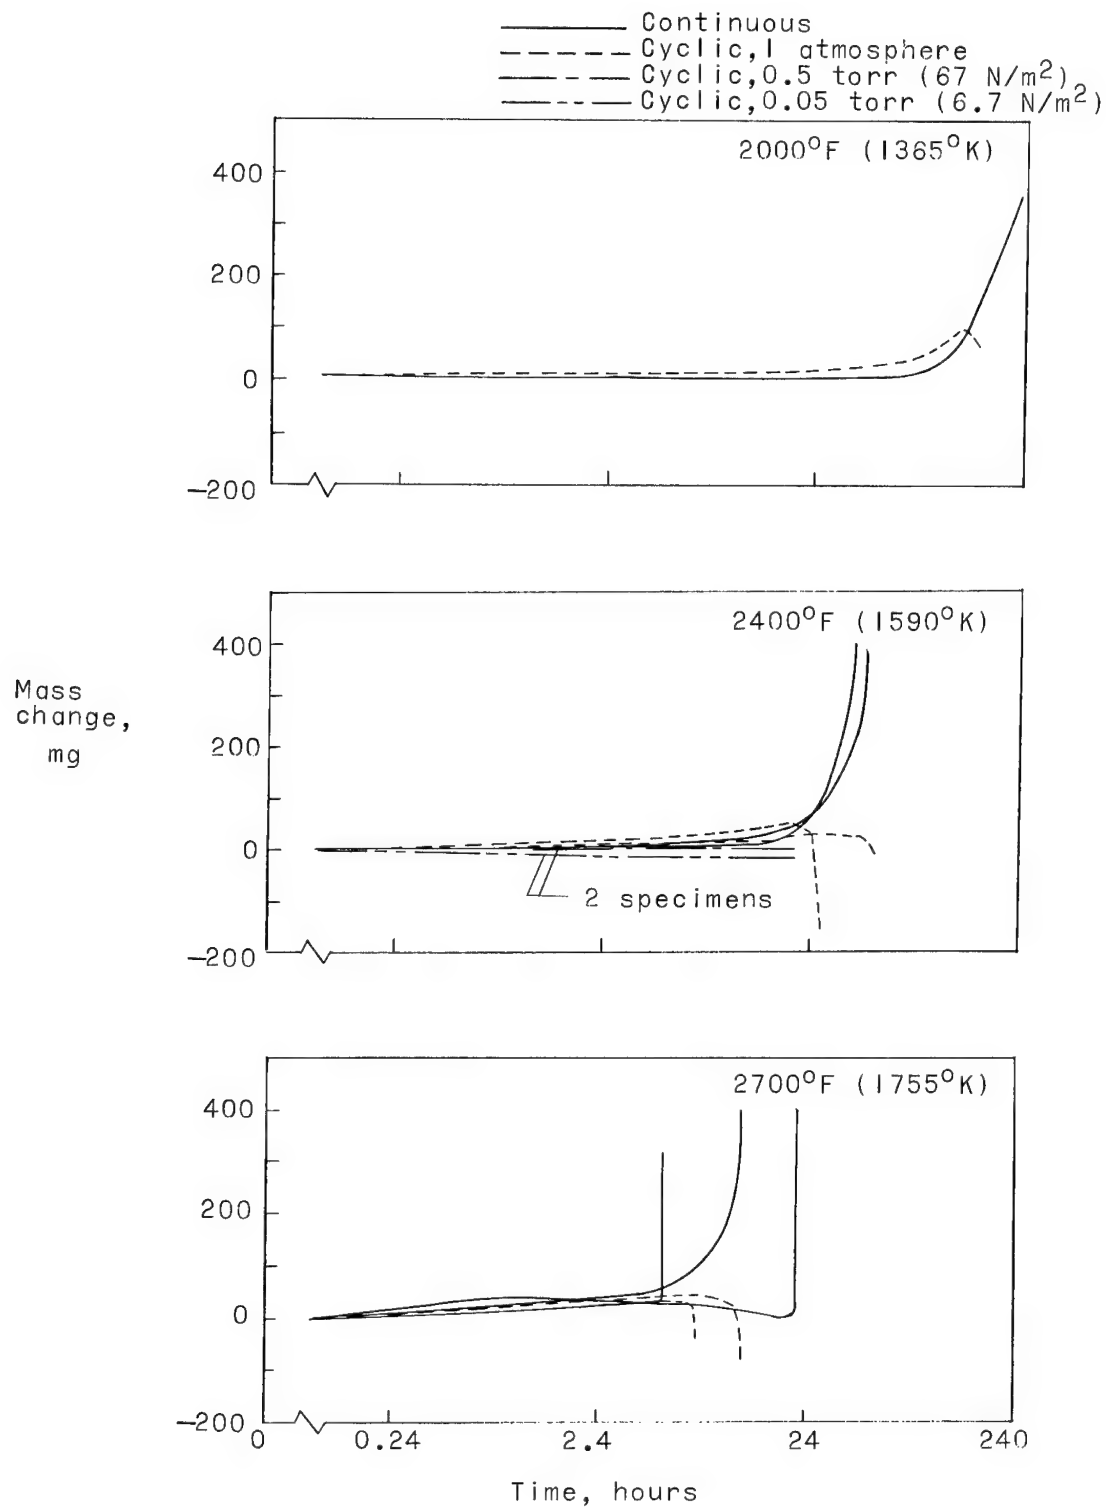 Continuous
Cyclic, 1 atmosphere
Cyclic, 0.5 torr (67 N/m²)
Cyclic, 0.05 torr (6.7 N/m²)
2000°F (1365°K)
400
200
0
-200
2400°F (1590°K)
400
200
0
-200
2 specimens
Mass
change,
mg
2700°F (1755°K)
400
200
0
-200
0 0.24 2.4 24 240
Time, hours